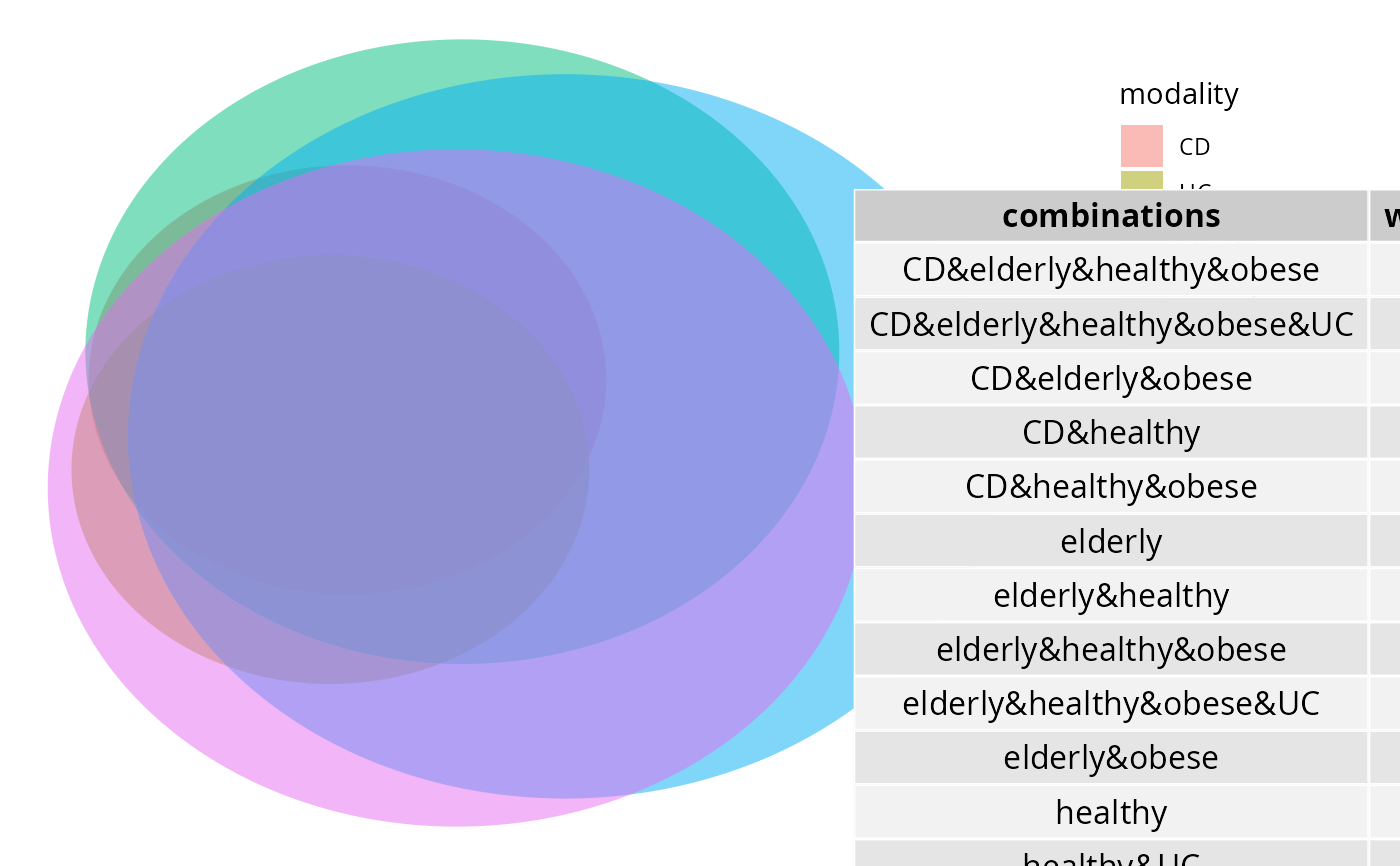 modality
CD
UC
combinations
CD&elderly&healthy&obese
CD&elderly&healthy&obese&UC
CD&elderly&obese
CD&healthy
CD&healthy&obese
elderly
elderly&healthy
elderly&healthy&obese
elderly&healthy&obese&UC
elderly&obese
healthy
healthy&UC